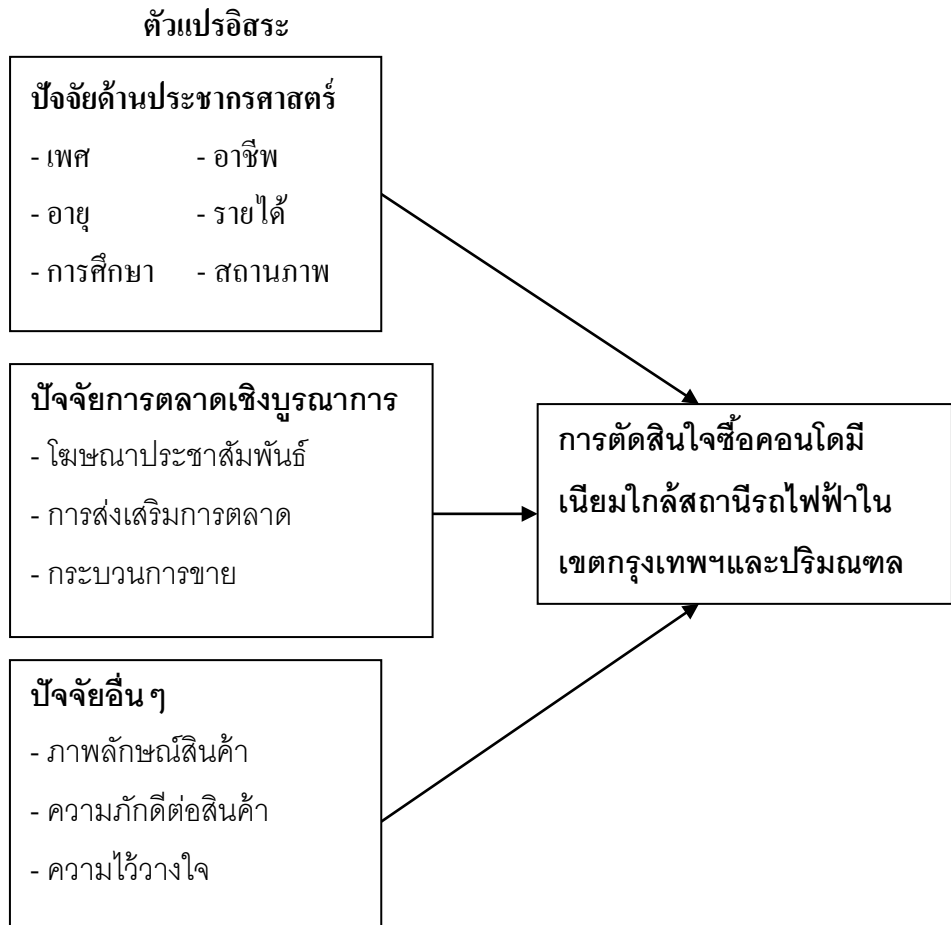 ตัวแปรอิสระ
ปัจจัยด้านประชากรศาสตร์
- เพศ - อาชีพ
- อายุ - รายได้
- การศึกษา - สถานภาพ
ปัจจัยการตลาดเชิงบูรณาการ
- โฆษณาประชาสัมพันธ์
- การส่งเสริมการตลาด
- กระบวนการขาย
การตัดสินใจซื้อคอนโดมี
เนียมใกล้สถานีรถไฟฟ้าใน
เขตกรุงเทพฯและปริมณฑล
ปัจจัยอื่น ๆ
- ภาพลักษณ์สินค้า
- ความภักดีต่อสินค้า
- ความไว้วางใจ